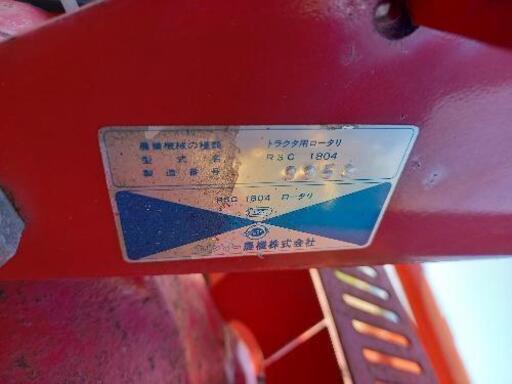 農業機械の種類 トラクタ用ロータリ
型式名 RSC 1804
製造番号
RSC 1804 ロータリ
農機株式会社